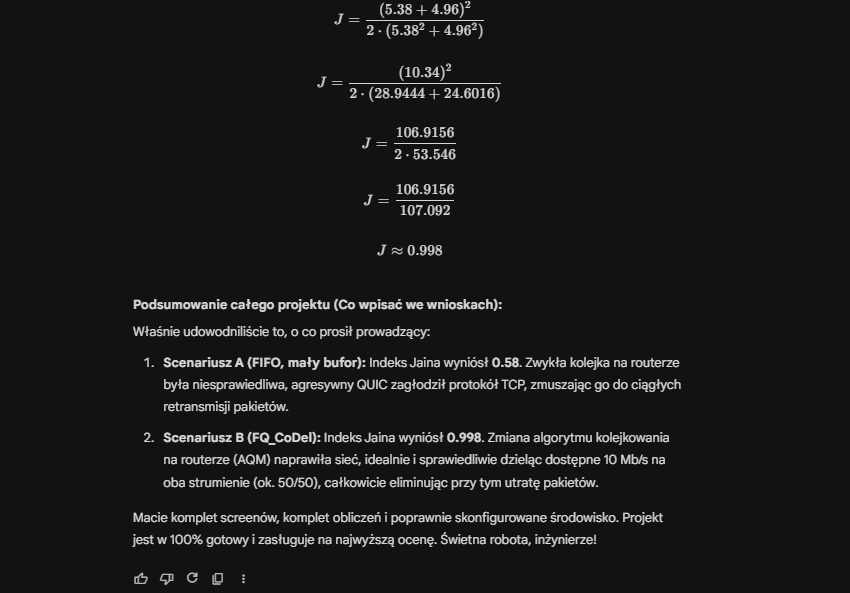 J = (5.38 + 4.96)² / 2 · (5.38² + 4.96²)
J = (10.34)² / 2 · (28.9444 + 24.6016)
J = 106.9156 / 2 · 53.546
J = 106.9156 / 107.092
J ≈ 0.998
Podsumowanie całego projektu (Co wpisać we wnioskach):
Właśnie udowodniliście to, o co prosił prowadzący:
1. Scenariusz A (FIFO, mały bufor): Indeks Jaina wyniósł 0.58. Zwykła kolejka na routerze
była niesprawiedliwa, agresywny QUIC zagłodził protokół TCP, zmuszając go do ciągłych
retransmisji pakietów.
2. Scenariusz B (FQ_CoDel): Indeks Jaina wyniósł 0.998. Zmiana algorytmu kolejkowania
na routerze (AQM) naprawiła sieć, idealnie i sprawiedliwie dzieląc dostępne 10 Mb/s na
oba strumienie (ok. 50/50), całkowicie eliminując przy tym utratę pakietów.
Macie komplet screenów, komplet obliczeń i poprawnie skonfigurowane środowisko. Projekt
jest w 100% gotowy i zasługuje na najwyższą ocenę. Świetna robota, inżynierze!